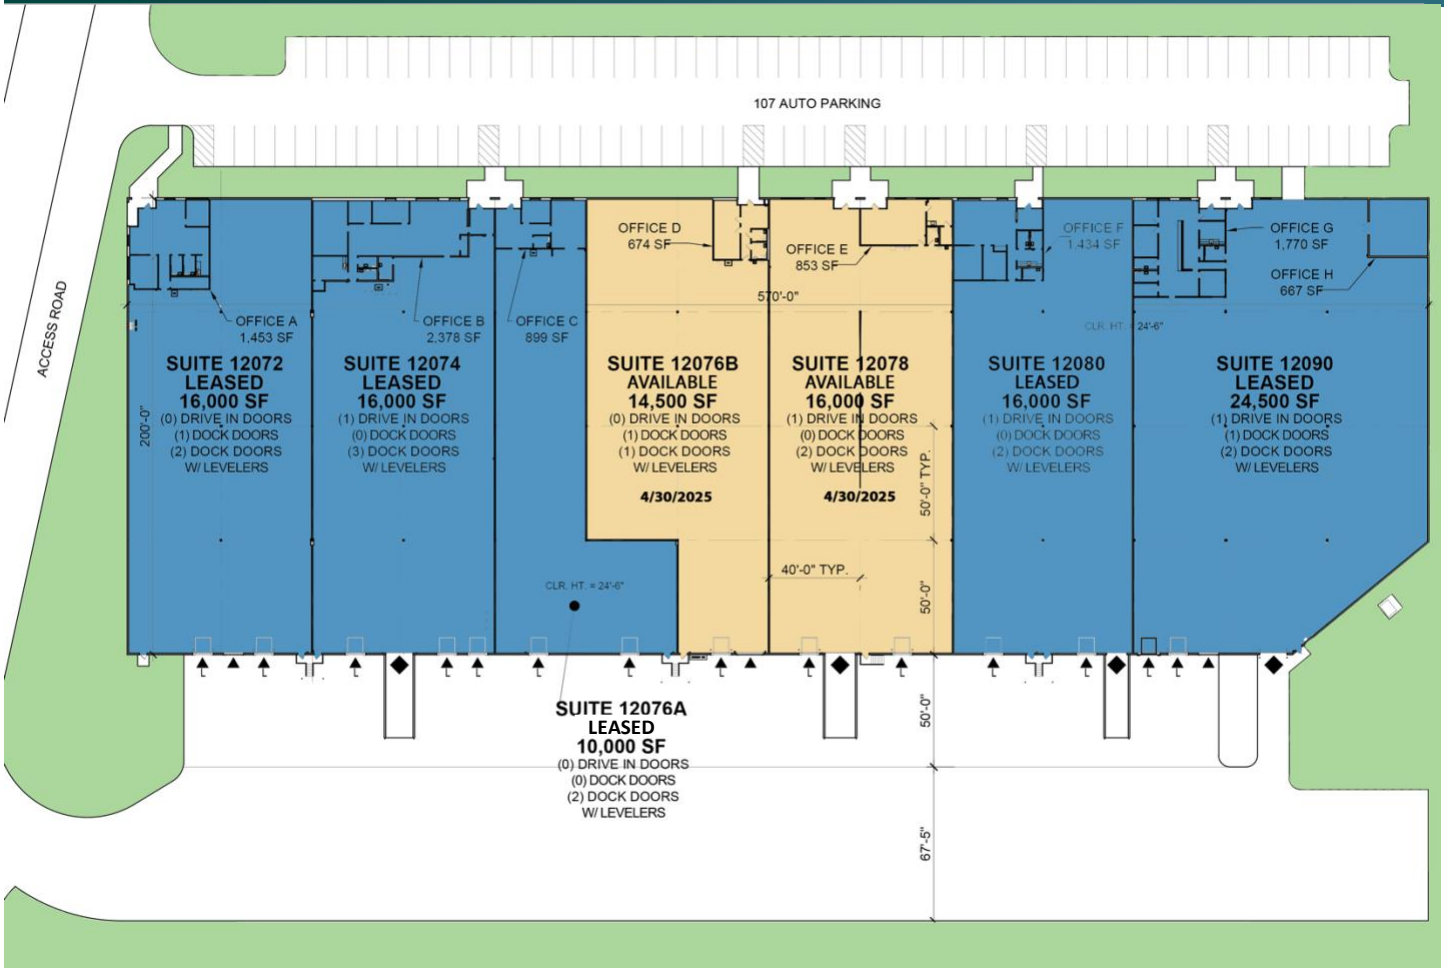 107 AUTO PARKING
ACCESS ROAD
OFFICE A
1,453 SF
OFFICE B
2,378 SF
OFFICE C
899 SF
OFFICE D
674 SF
OFFICE E
853 SF
OFFICE F
1,434 SF
OFFICE G
1,770 SF
OFFICE H
667 SF
570'-0"
CLR. HT. = 24'-6"
200'-0"
SUITE 12072
LEASED
16,000 SF
(0) DRIVE IN DOORS
(1) DOCK DOORS
(2) DOCK DOORS
W/ LEVELERS
SUITE 12074
LEASED
16,000 SF
(1) DRIVE IN DOORS
(0) DOCK DOORS
(3) DOCK DOORS
W/ LEVELERS
SUITE 12076B
AVAILABLE
14,500 SF
(0) DRIVE IN DOORS
(1) DOCK DOORS
(1) DOCK DOORS
W/ LEVELERS
4/30/2025
SUITE 12078
AVAILABLE
16,000 SF
(1) DRIVE IN DOORS
(0) DOCK DOORS
(2) DOCK DOORS
W/ LEVELERS
4/30/2025
SUITE 12080
LEASED
16,000 SF
(1) DRIVE IN DOORS
(0) DOCK DOORS
(2) DOCK DOORS
W/ LEVELERS
SUITE 12090
LEASED
24,500 SF
(1) DRIVE IN DOORS
(1) DOCK DOORS
(2) DOCK DOORS
W/ LEVELERS
50'-0" TYP.
40'-0" TYP.
50'-0"
CLR. HT. = 24'-6"
SUITE 12076A
LEASED
10,000 SF
(0) DRIVE IN DOORS
(0) DOCK DOORS
(2) DOCK DOORS
W/ LEVELERS
50'-0"
67'-5"